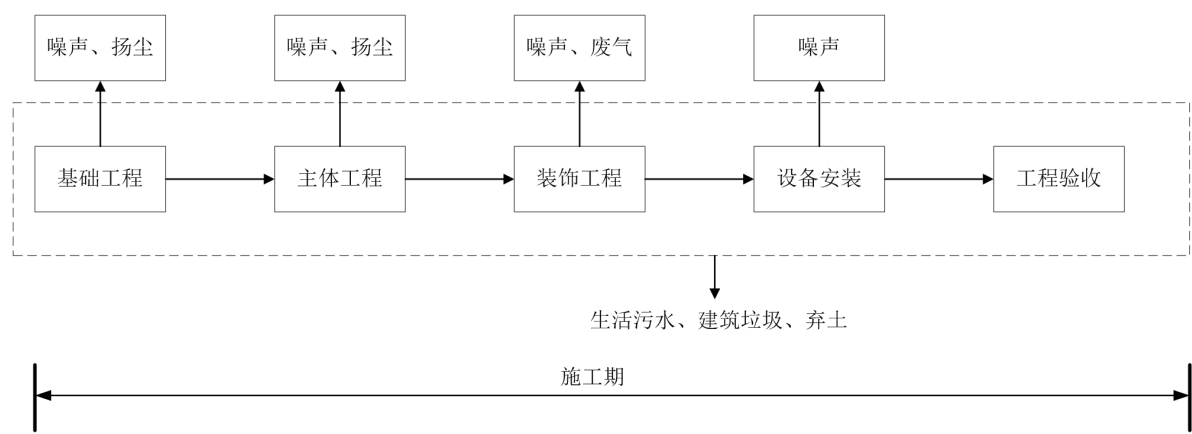 噪声、扬尘
噪声、扬尘
噪声、废气
噪声
基础工程
主体工程
装饰工程
设备安装
工程验收
生活污水、建筑垃圾、弃土
施工期